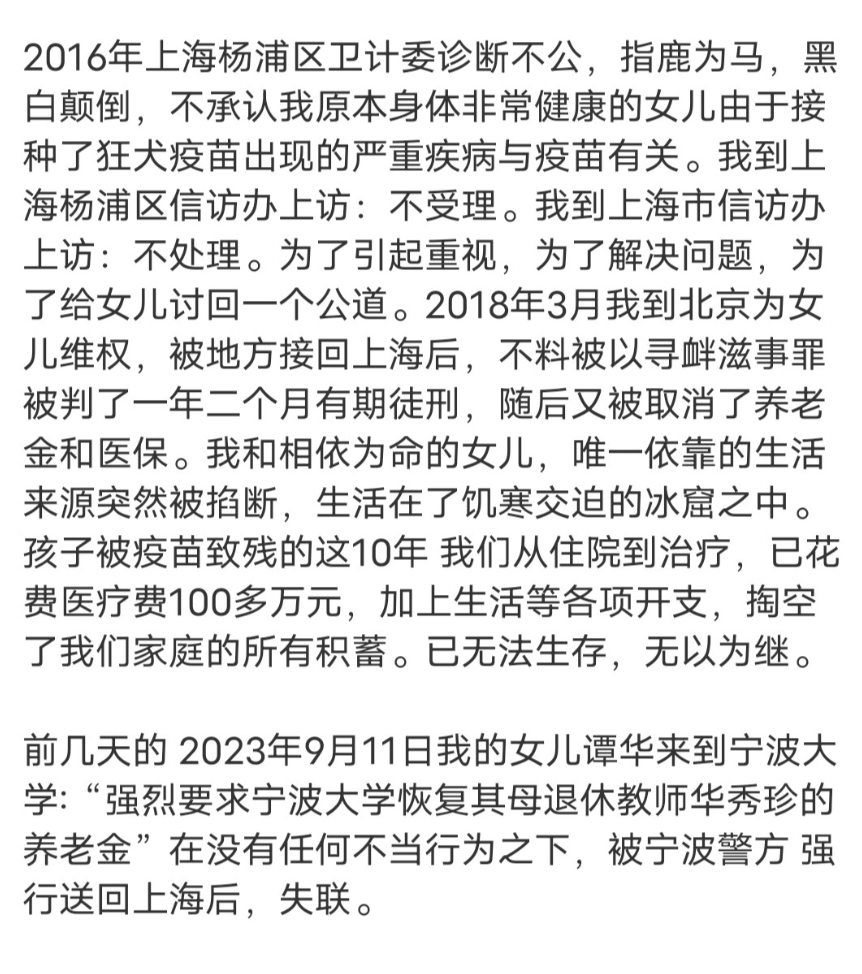 2016年上海杨浦区卫计委诊断不公，指鹿为马，黑
白颠倒，不承认我原本身体非常健康的女儿由于接
种了狂犬疫苗出现的严重疾病与疫苗有关。我到上
海杨浦区信访办上访：不受理。我到上海市信访办
上访：不处理。为了引起重视，为了解决问题，为
了给女儿讨回一个公道。2018年3月我到北京为女
儿维权，被地方接回上海后，不料被以寻衅滋事罪
被判了一年二个月有期徒刑，随后又被取消了养老
金和医保。我和相依为命的女儿，唯一依靠的生活
来源突然被掐断，生活在了饥寒交迫的冰窟之中。
孩子被疫苗致残的这10年 我们从住院到治疗，已花
费医疗费100多万元，加上生活等各项开支，掏空
了我们家庭的所有积蓄。已无法生存，无以为继。
前几天的 2023年9月11日我的女儿谭华来到宁波大
学：“强烈要求宁波大学恢复其母退休教师华秀珍的
养老金”在没有任何不当行为之下，被宁波警方 强
行送回上海后，失联。